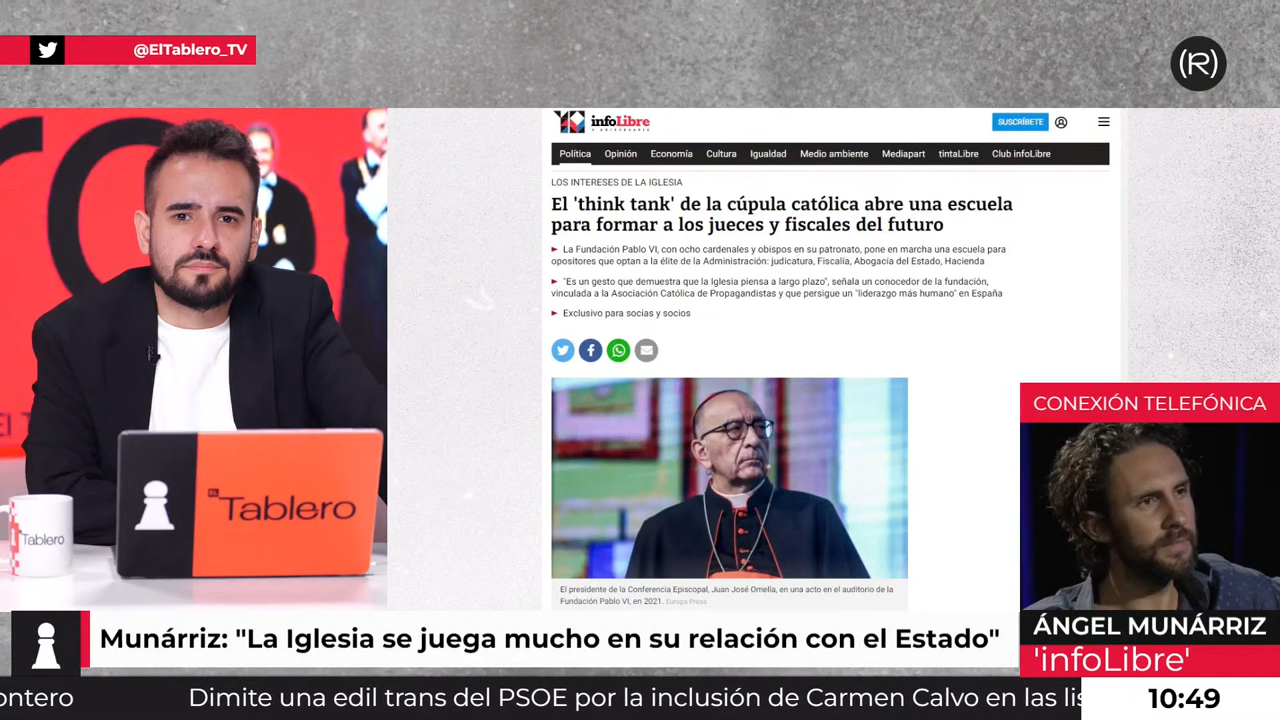 @ElTablero_TV
(R)
infoLibre
SUSCRÍBETE
Política Opinión Economía Cultura Igualdad Medio ambiente Mediapart tintaLibre Club infoLibre
LOS INTERESES DE LA IGLESIA
El 'think tank' de la cúpula católica abre una escuela
para formar a los jueces y fiscales del futuro
La Fundación Pablo VI, con ocho cardenales y obispos en su patronato, pone en marcha una escuela para
opositores que optan a la élite de la Administración: judicatura, Fiscalía, Abogacía del Estado, Hacienda
"Es un gesto que demuestra que la Iglesia piensa a largo plazo", señala un conocedor de la fundación,
vinculada a la Asociación Católica de Propagandistas y que persigue un "liderazgo más humano" en España
Exclusivo para socias y socios
El presidente de la Conferencia Episcopal, Juan José Omella, en una acto en el auditorio de la
Fundación Pablo VI, en 2021. Europa Press
EL Tablero
Tablero
CONEXIÓN TELEFÓNICA
ÁNGEL MUNÁRRIZ
'infoLibre'
Munárriz: "La Iglesia se juega mucho en su relación con el Estado"
ontero Dimite una edil trans del PSOE por la inclusión de Carmen Calvo en las lis
10:49